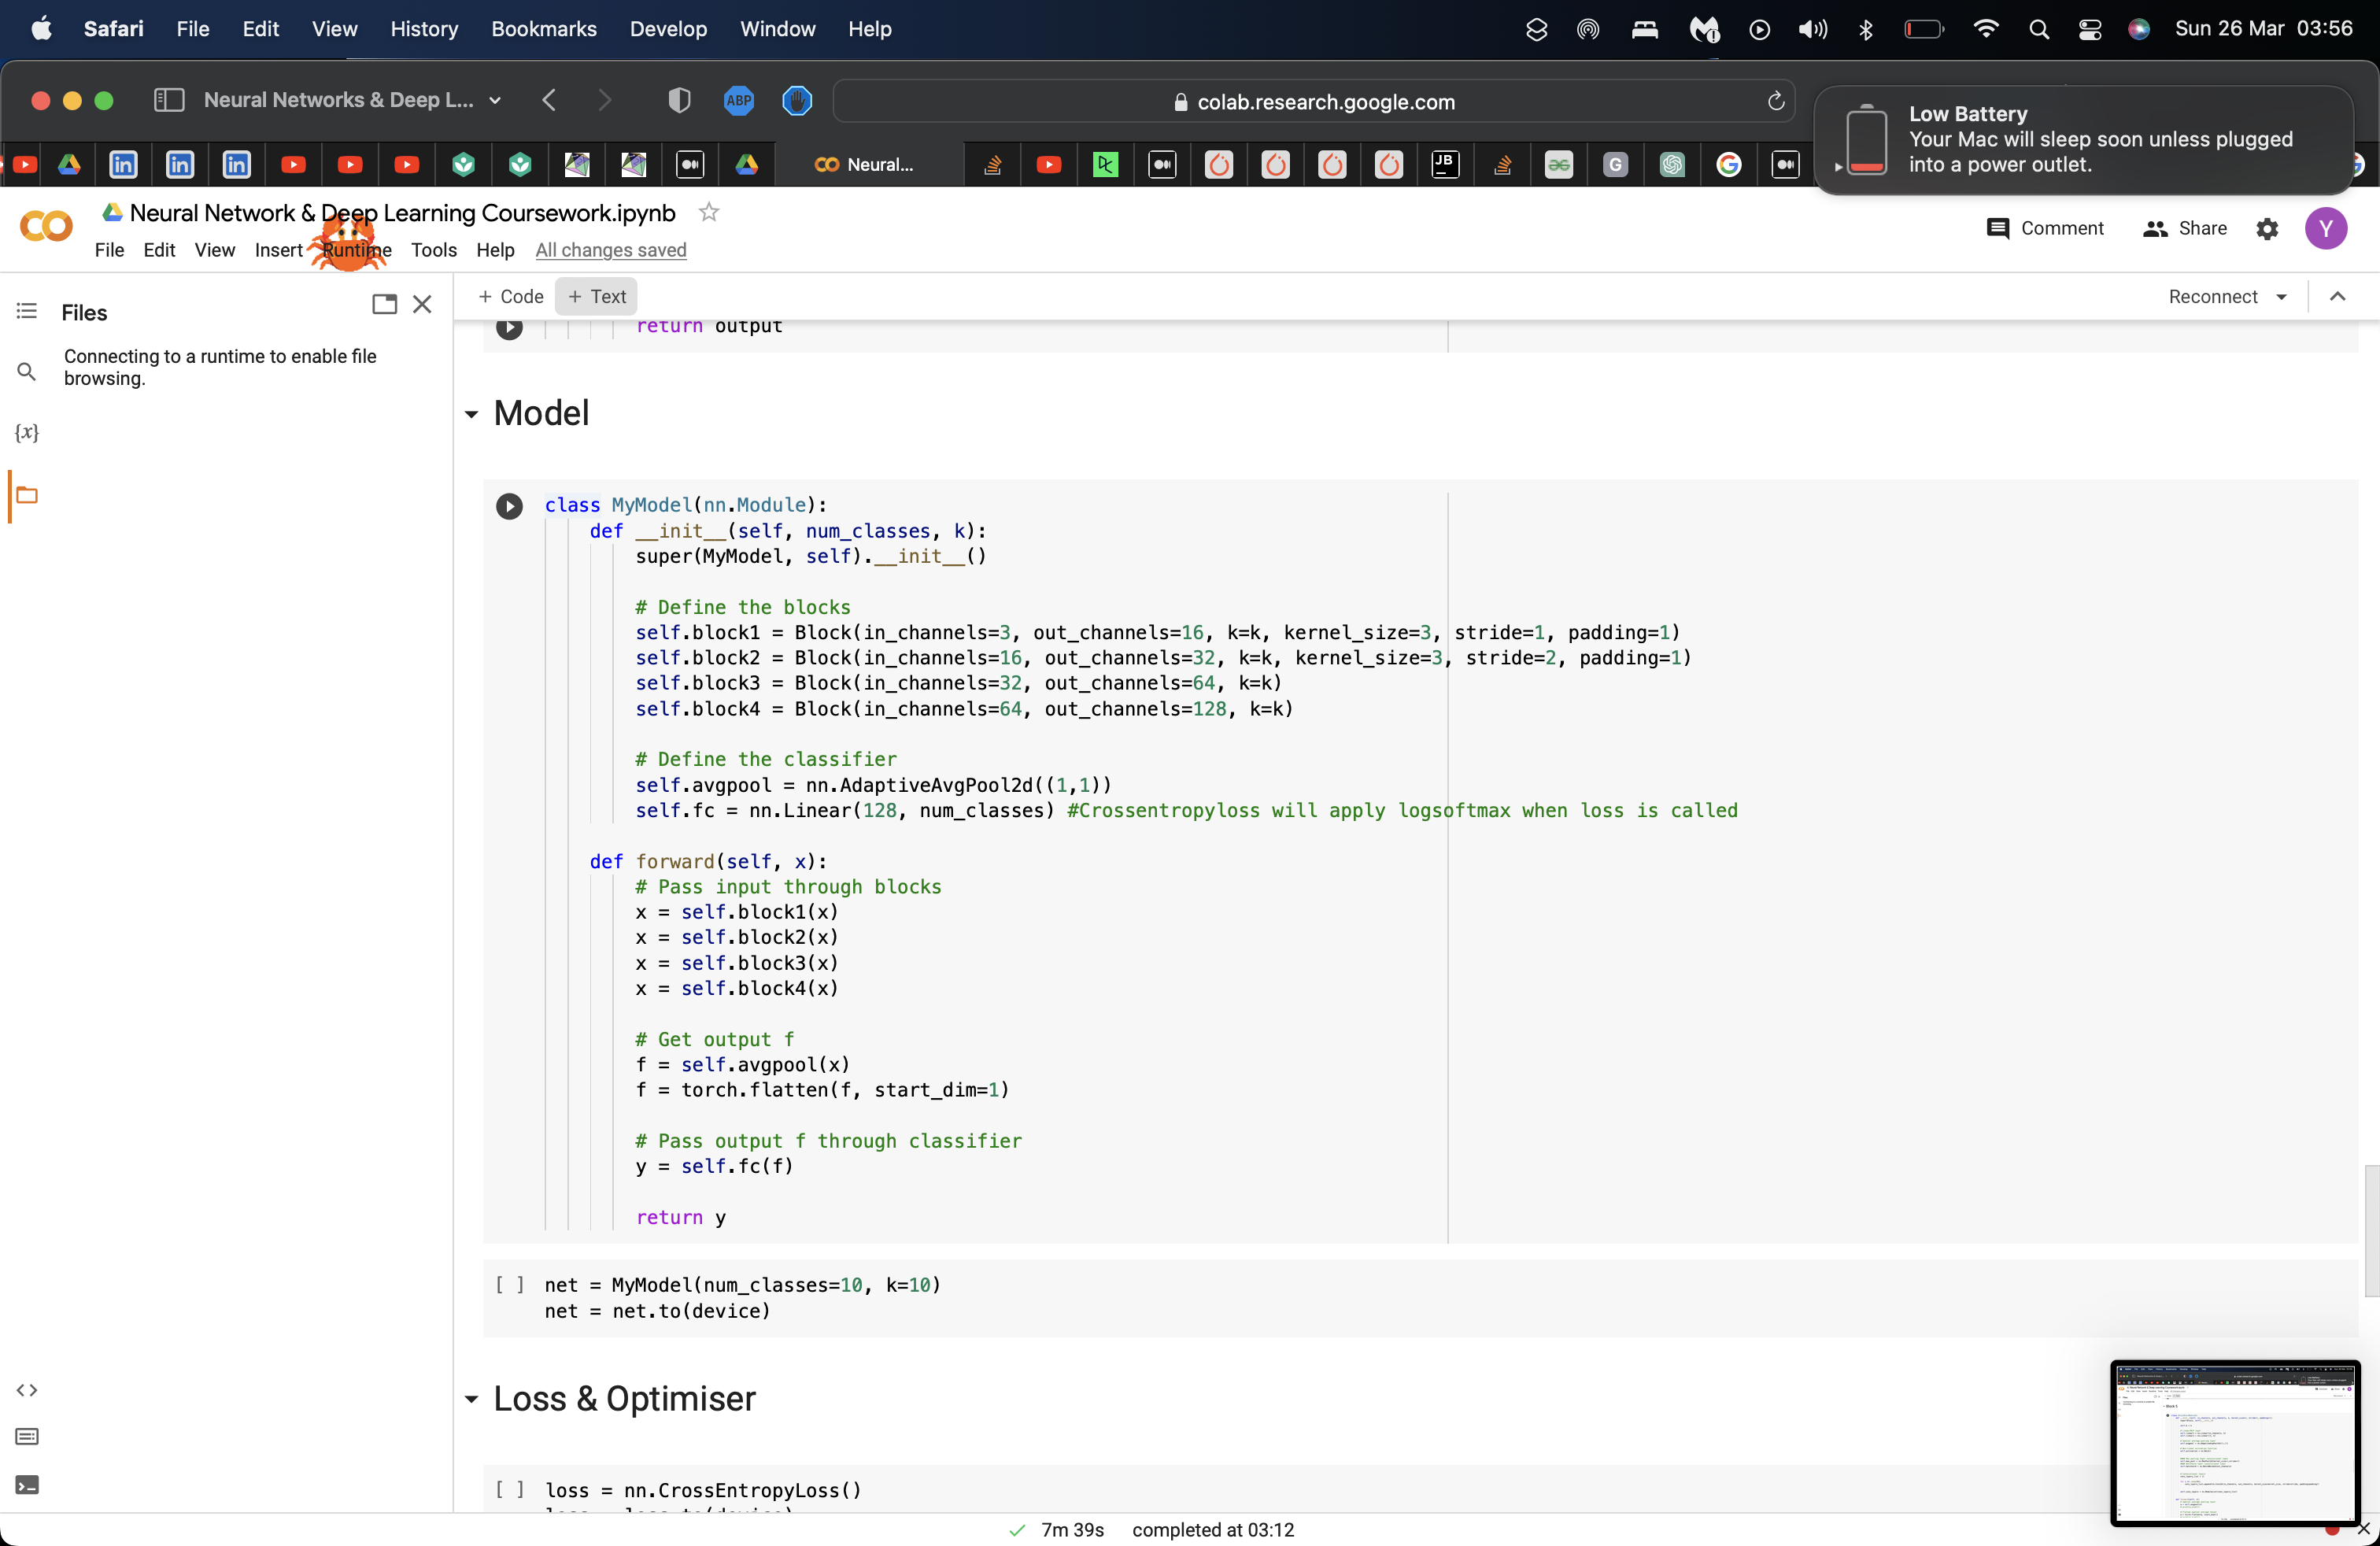 Safari File Edit View History Bookmarks Develop Window Help Sun 26 Mar 03:56
Neural Networks & Deep L... ABP colab.research.google.com
Low Battery
Your Mac will sleep soon unless plugged
into a power outlet.
in in in Neural... JB G
Neural Network & Deep Learning Coursework.ipynb
File Edit View Insert Runtime Tools Help All changes saved
Comment Share Y
Files
+ Code + Text
Reconnect
Connecting to a runtime to enable file
browsing.
{x}
return output
Model
class MyModel(nn.Module):
def __init__(self, num_classes, k):
super(MyModel, self).__init__()
# Define the blocks
self.block1 = Block(in_channels=3, out_channels=16, k=k, kernel_size=3, stride=1, padding=1)
self.block2 = Block(in_channels=16, out_channels=32, k=k, kernel_size=3, stride=2, padding=1)
self.block3 = Block(in_channels=32, out_channels=64, k=k)
self.block4 = Block(in_channels=64, out_channels=128, k=k)
# Define the classifier
self.avgpool = nn.AdaptiveAvgPool2d((1,1))
self.fc = nn.Linear(128, num_classes) #Crossentropyloss will apply logsoftmax when loss is called
def forward(self, x):
# Pass input through blocks
x = self.block1(x)
x = self.block2(x)
x = self.block3(x)
x = self.block4(x)
# Get output f
f = self.avgpool(x)
f = torch.flatten(f, start_dim=1)
# Pass output f through classifier
y = self.fc(f)
return y
[ ] net = MyModel(num_classes=10, k=10)
net = net.to(device)
Loss & Optimiser
[ ] loss = nn.CrossEntropyLoss()
7m 39s completed at 03:12